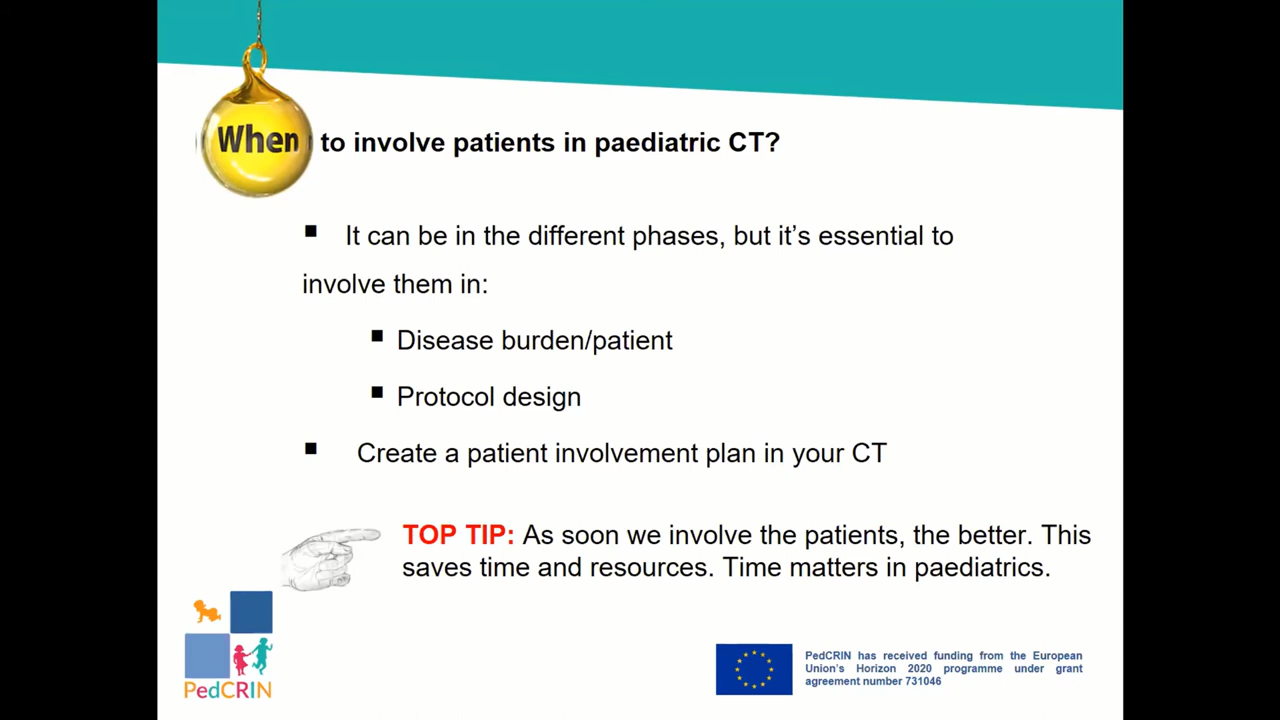 When to involve patients in paediatric CT?
▪ It can be in the different phases, but it’s essential to
involve them in:
▪ Disease burden/patient
▪ Protocol design
▪ Create a patient involvement plan in your CT
TOP TIP: As soon we involve the patients, the better. This
saves time and resources. Time matters in paediatrics.
PedCRIN
PedCRIN has received funding from the European
Union’s Horizon 2020 programme under grant
agreement number 731046